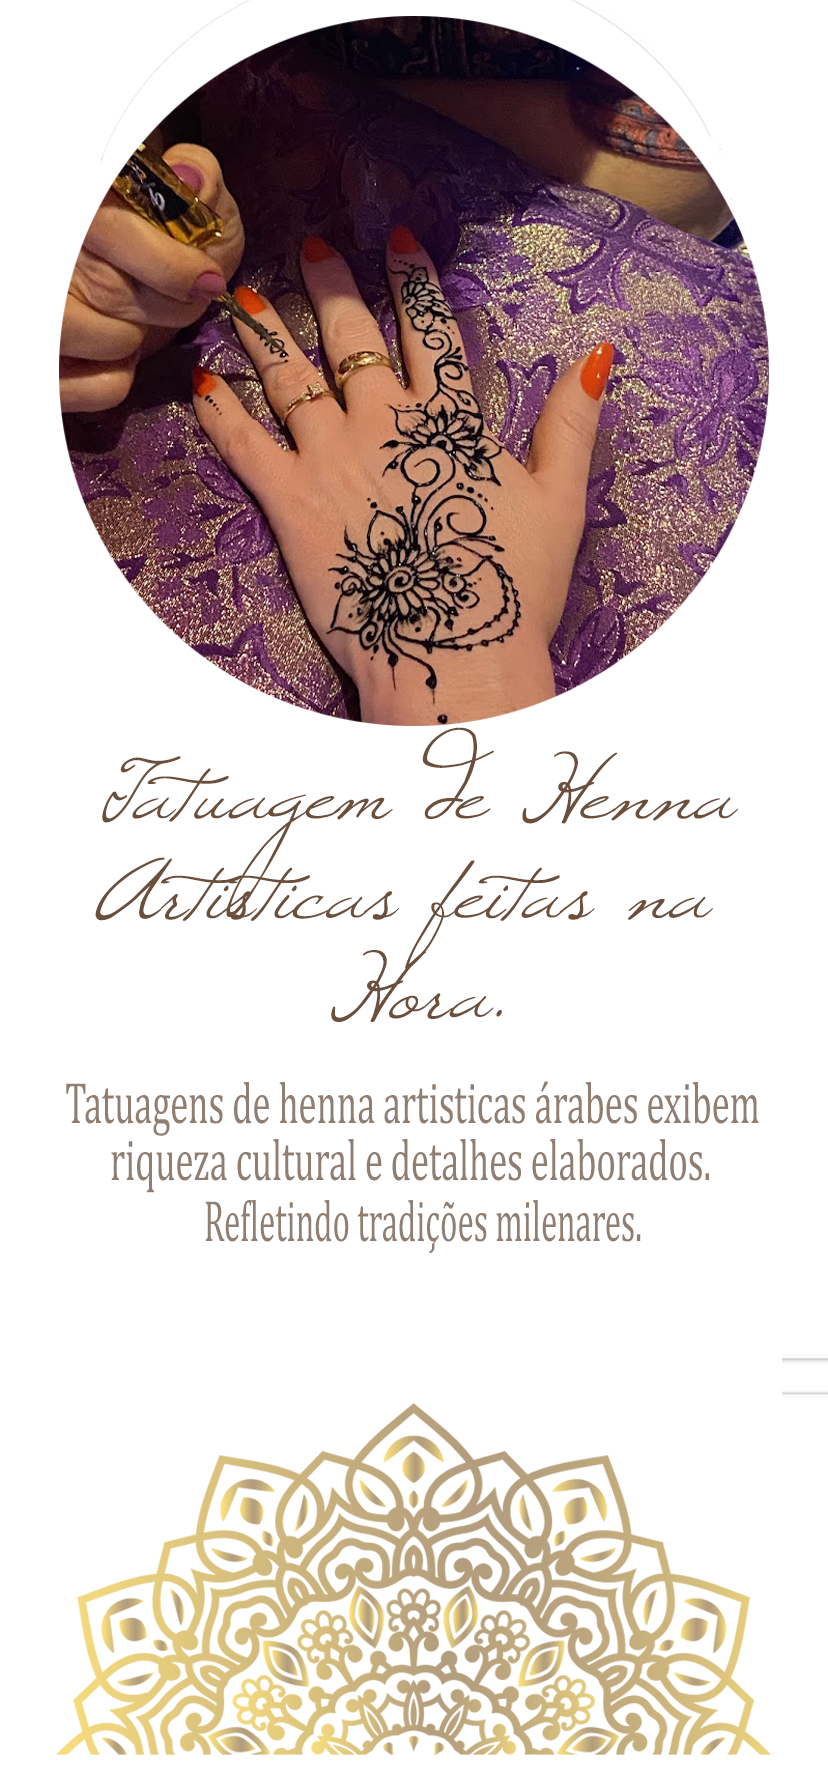 Tatuagem de Henna
Artisticas feitas na
Hora.
Tatuagens de henna artisticas árabes exibem
riqueza cultural e detalhes elaborados.
Refletindo tradições milenares.